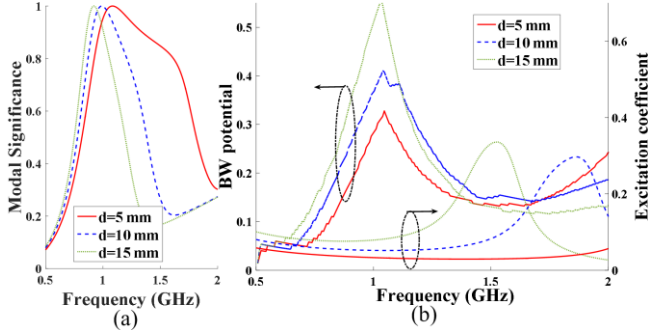 Modal Significance
1
0.8
0.6
0.4
0.2
0
0.5 1 1.5 2
Frequency (GHz)
d=5 mm
d=10 mm
d=15 mm
(a)
BW potential
0.5
0.4
0.3
0.2
0.1
0
0.5 1 1.5 2
Frequency (GHz)
d=5 mm
d=10 mm
d=15 mm
0.6
0.4
0.2
0
Excitation coefficient
(b)